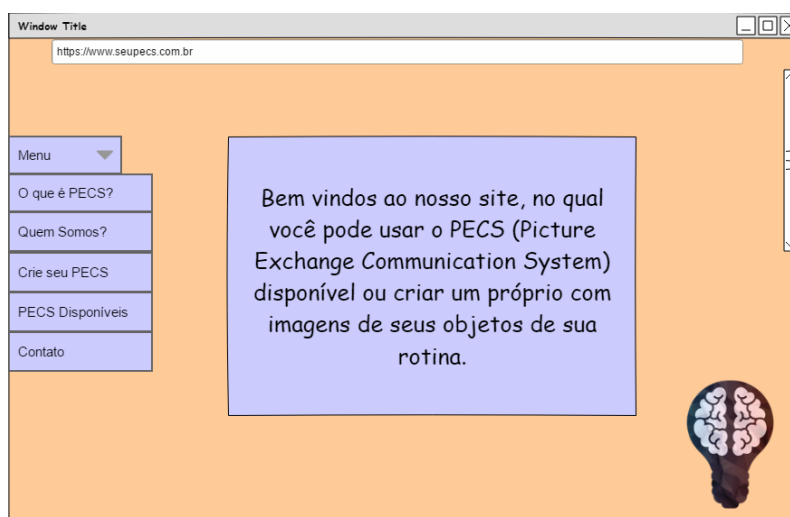 Window Title
https://www.seupecs.com.br
Menu
O que é PECS?
Quem Somos?
Crie seu PECS
PECS Disponíveis
Contato
Bem vindos ao nosso site, no qual
você pode usar o PECS (Picture
Exchange Communication System)
disponível ou criar um próprio com
imagens de seus objetos de sua
rotina.